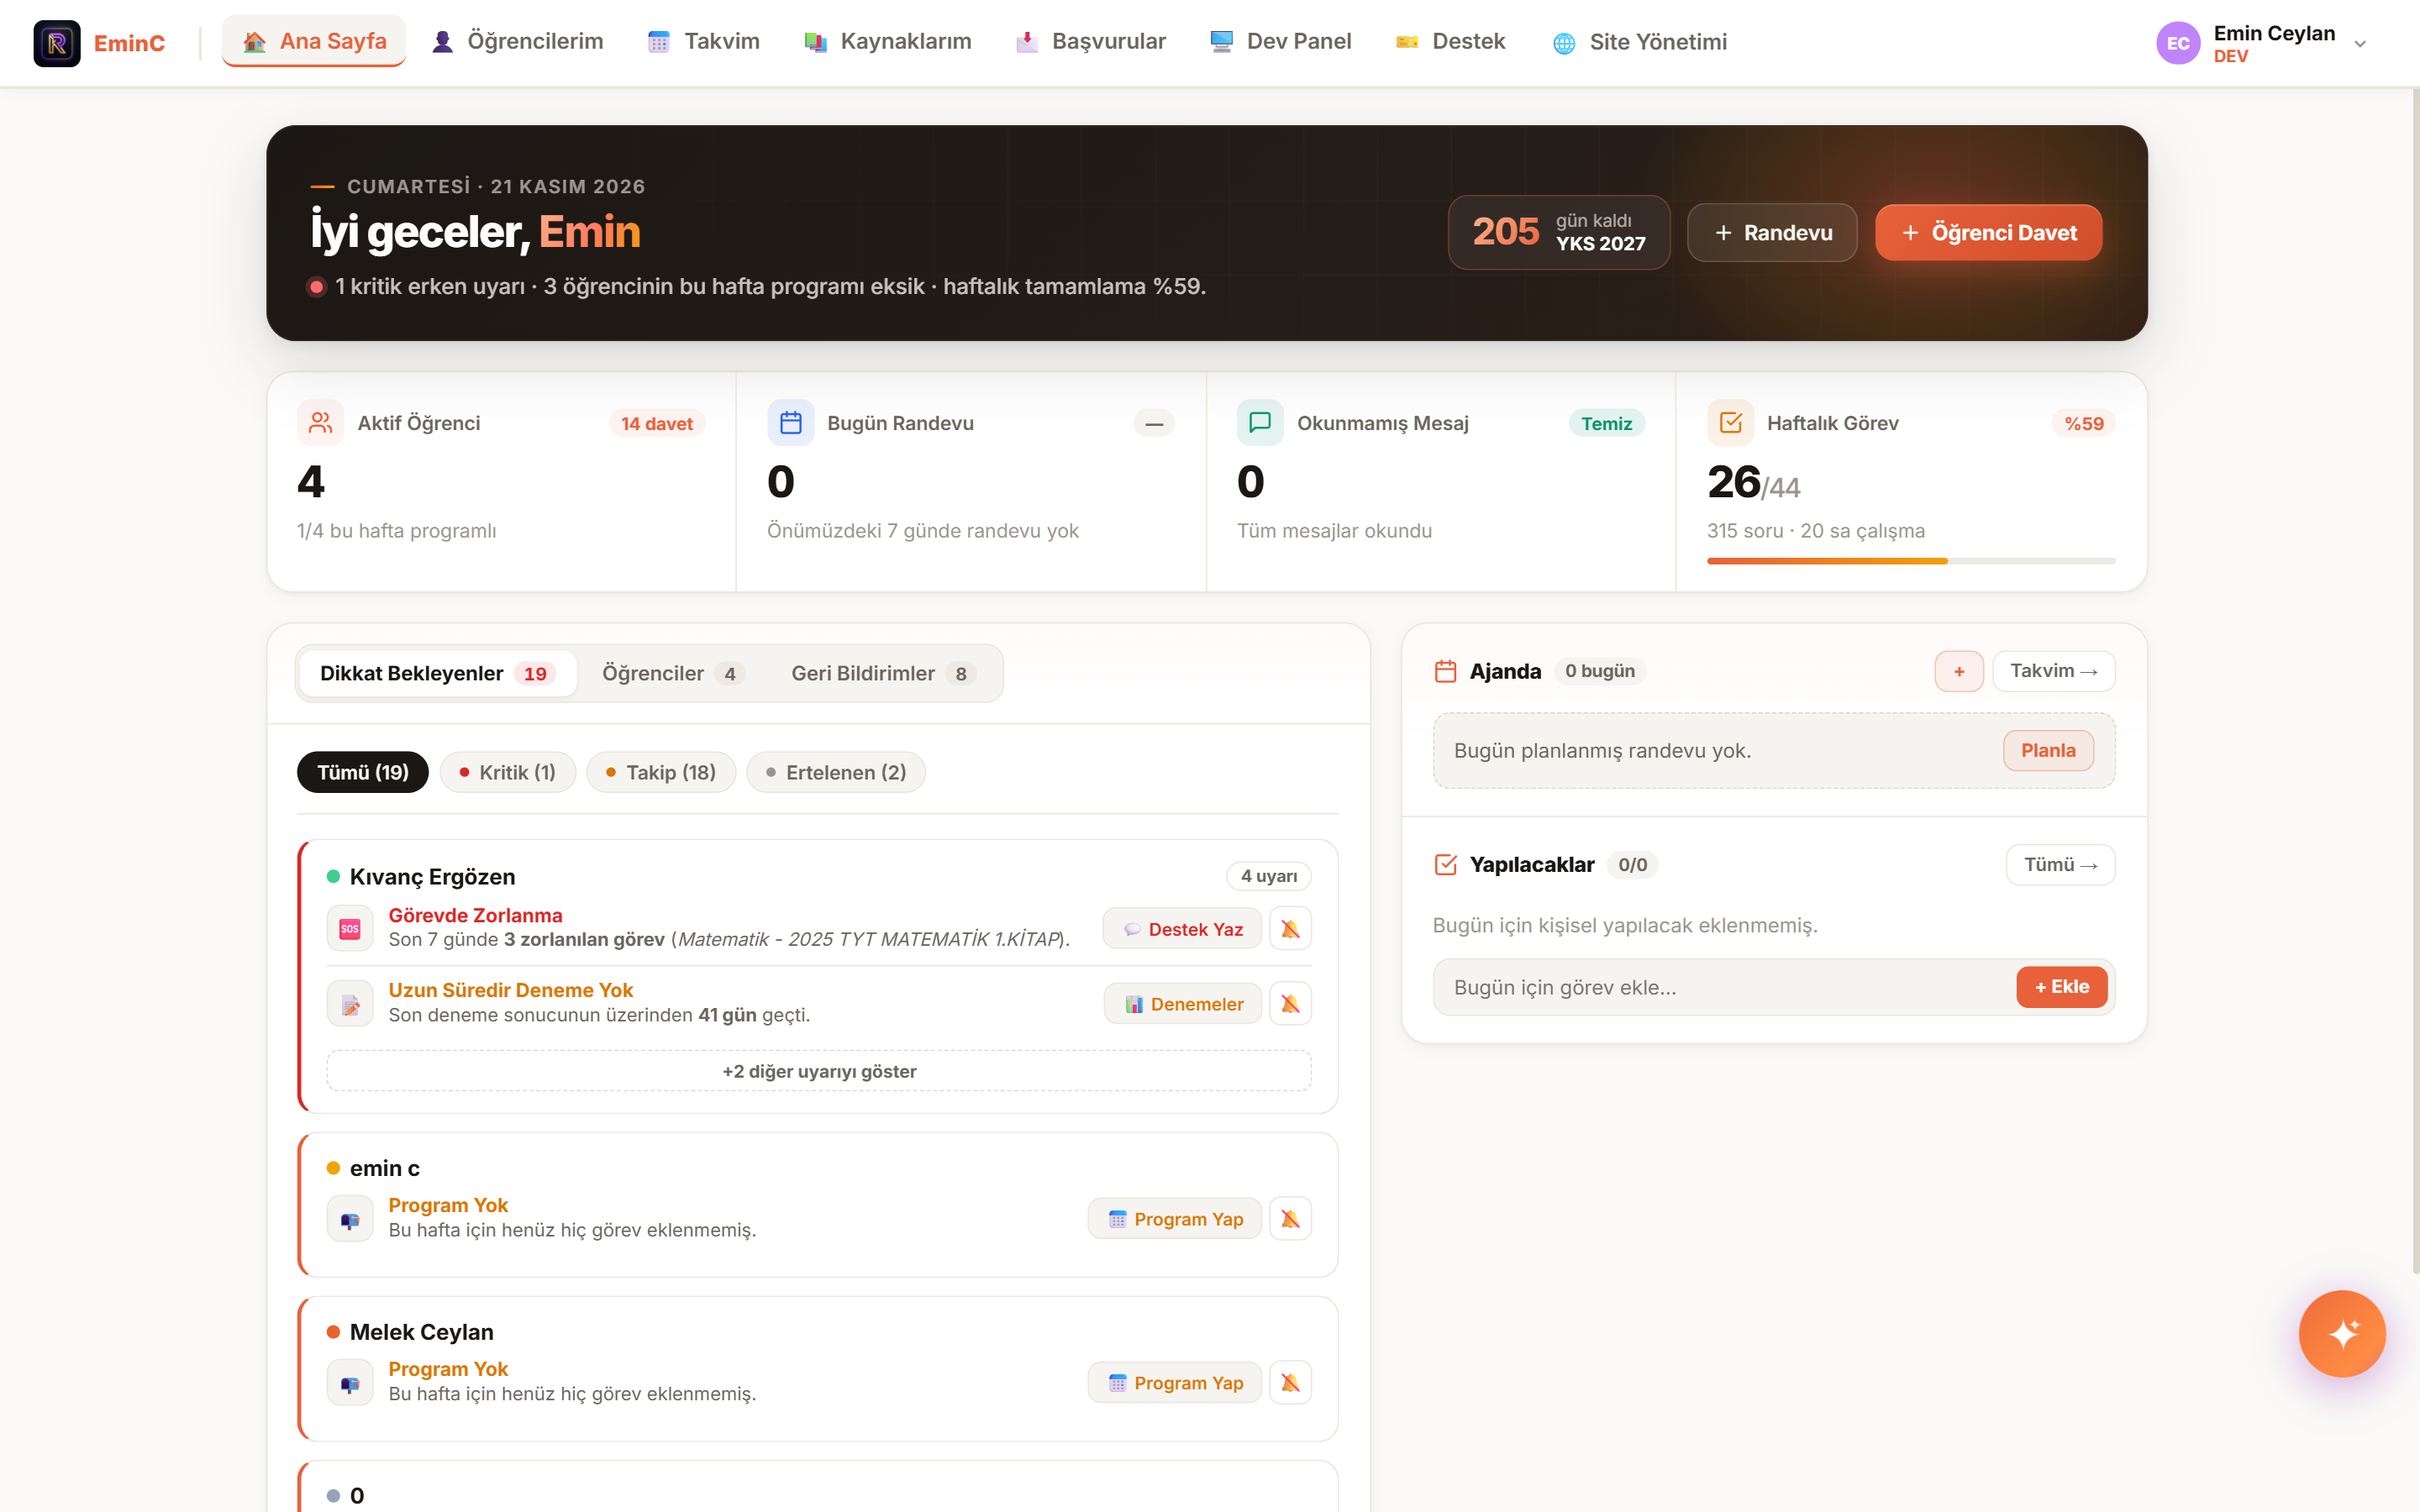 EminC
Ana Sayfa
Öğrencilerim
Takvim
Kaynaklarım
Başvurular
Dev Panel
Destek
Site Yönetimi
EC
Emin Ceylan
DEV
CUMARTESİ · 21 KASIM 2026
İyi geceler, Emin
1 kritik erken uyarı · 3 öğrencinin bu hafta programı eksik · haftalık tamamlama %59.
205
gün kaldı
YKS 2027
+ Randevu
+ Öğrenci Davet
Aktif Öğrenci
14 davet
4
1/4 bu hafta programlı
Bugün Randevu
—
0
Önümüzdeki 7 günde randevu yok
Okunmamış Mesaj
Temiz
0
Tüm mesajlar okundu
Haftalık Görev
%59
26/44
315 soru · 20 sa çalışma
Dikkat Bekleyenler 19
Öğrenciler 4
Geri Bildirimler 8
Tümü (19)
Kritik (1)
Takip (18)
Ertelenen (2)
Kıvanç Ergözen
4 uyarı
SOS
Görevde Zorlanma
Son 7 günde 3 zorlanılan görev (Matematik - 2025 TYT MATEMATİK 1.KİTAP).
Destek Yaz
Uzun Süredir Deneme Yok
Son deneme sonucunun üzerinden 41 gün geçti.
Denemeler
+2 diğer uyarıyı göster
emin c
Program Yok
Bu hafta için henüz hiç görev eklenmemiş.
Program Yap
Melek Ceylan
Program Yok
Bu hafta için henüz hiç görev eklenmemiş.
Program Yap
0
Ajanda
0 bugün
+
Takvim →
Bugün planlanmış randevu yok.
Planla
Yapılacaklar
0/0
Tümü →
Bugün için kişisel yapılacak eklenmemiş.
Bugün için görev ekle...
+ Ekle